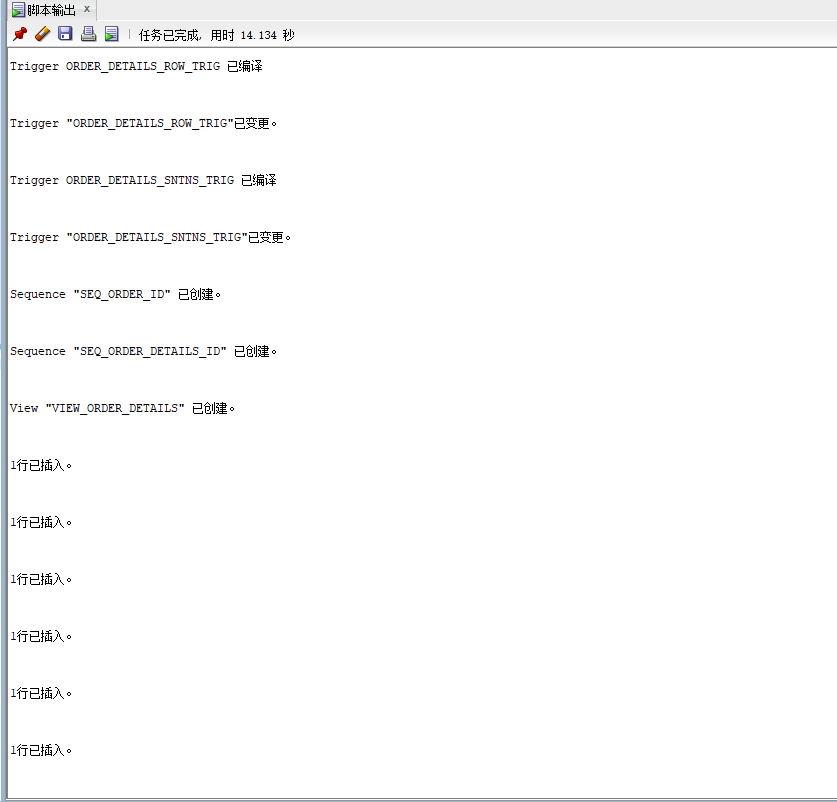 脚本输出 x
任务已完成, 用时 14.134 秒
Trigger ORDER_DETAILS_ROW_TRIG 已编译
Trigger "ORDER_DETAILS_ROW_TRIG"已变更。
Trigger ORDER_DETAILS_SNTNS_TRIG 已编译
Trigger "ORDER_DETAILS_SNTNS_TRIG"已变更。
Sequence "SEQ_ORDER_ID" 已创建。
Sequence "SEQ_ORDER_DETAILS_ID" 已创建。
View "VIEW_ORDER_DETAILS" 已创建。
1行已插入。
1行已插入。
1行已插入。
1行已插入。
1行已插入。
1行已插入。